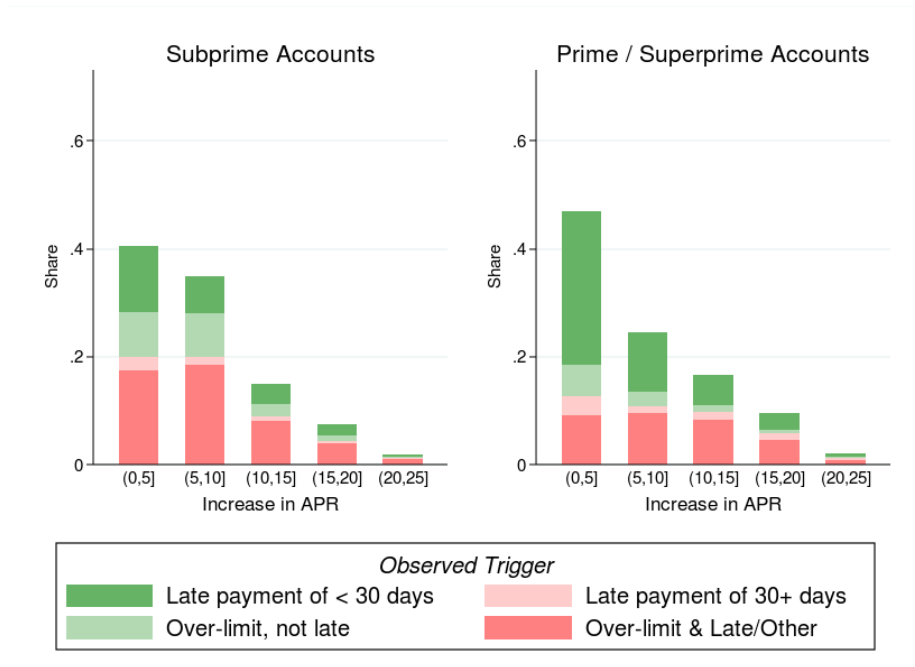 Subprime Accounts
Prime / Superprime Accounts
.6
.4
.2
0
Share
(0,5] (5,10] (10,15] (15,20] (20,25]
Increase in APR
.6
.4
.2
0
Share
(0,5] (5,10] (10,15] (15,20] (20,25]
Increase in APR
Observed Trigger
Late payment of < 30 days
Late payment of 30+ days
Over-limit, not late
Over-limit & Late/Other